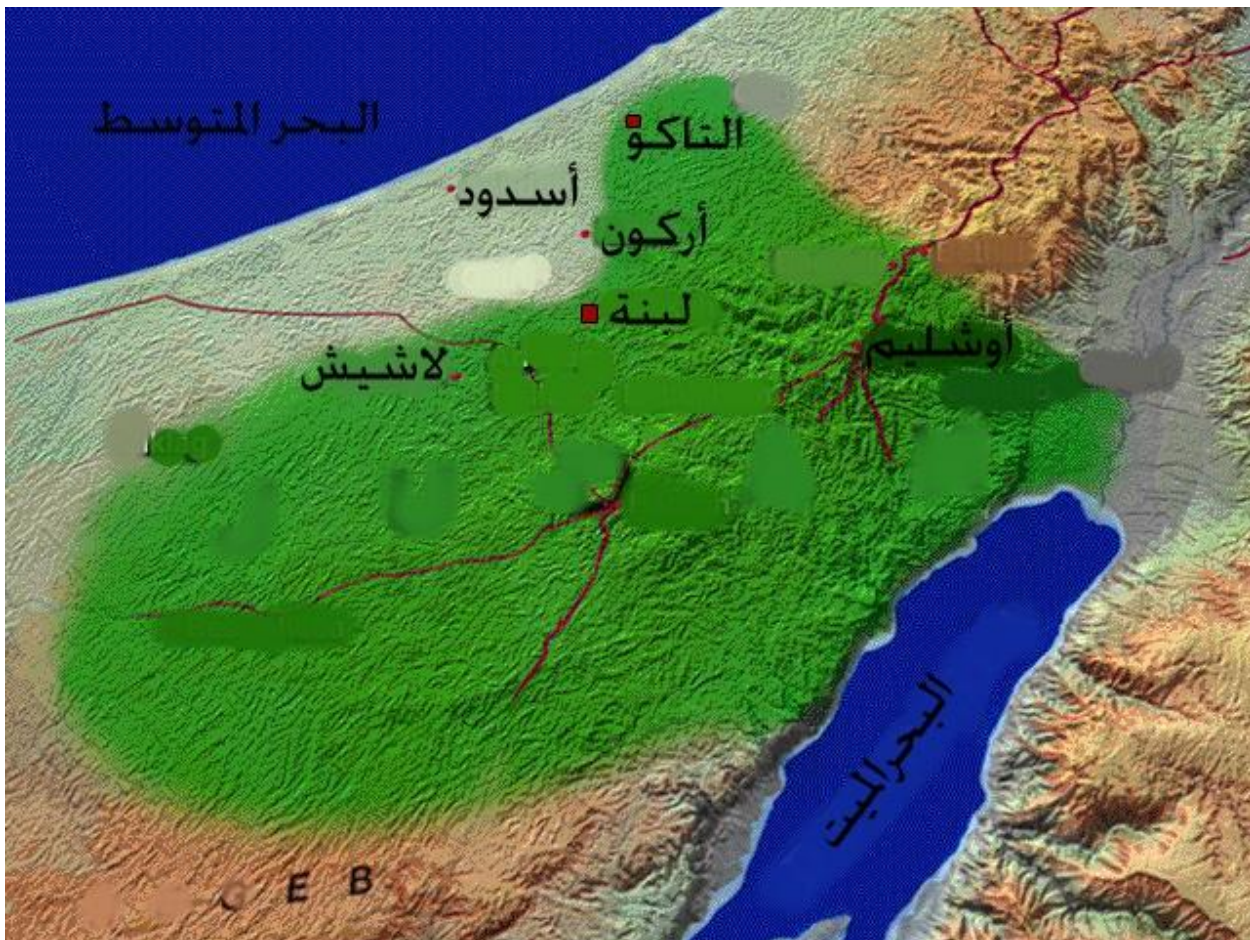 البحر المتوسط
التاكو
أسدود
أركون
لبنة
أوشليم
لاشيش
البحر الميت
E B